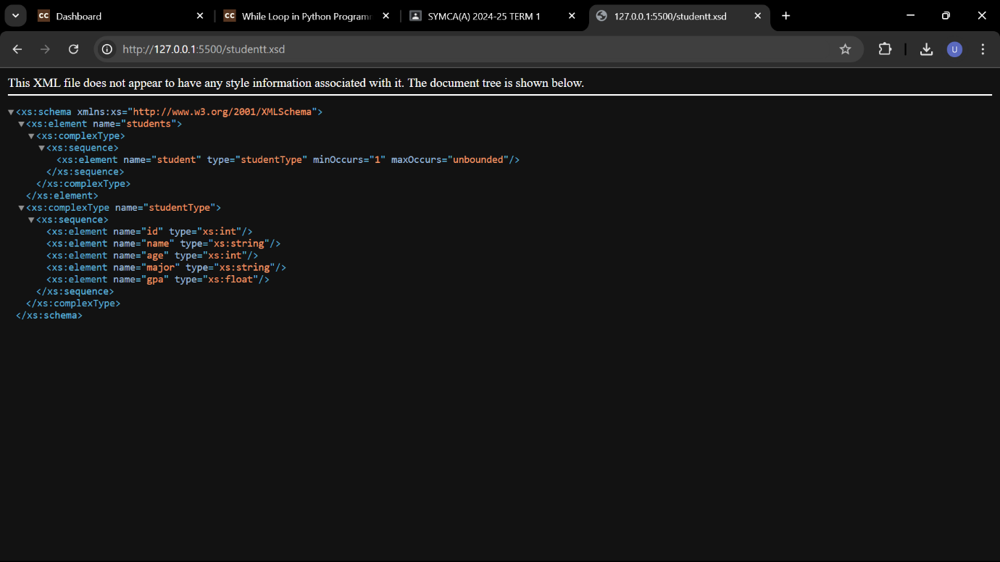 CC Dashboard
CC While Loop in Python Programm
SYMCA(A) 2024-25 TERM 1
127.0.0.1:5500/studentt.xsd
http://127.0.0.1:5500/studentt.xsd
U
This XML file does not appear to have any style information associated with it. The document tree is shown below.
▼<xs:schema xmlns:xs="http://www.w3.org/2001/XMLSchema">
▼<xs:element name="students">
▼<xs:complexType>
▼<xs:sequence>
<xs:element name="student" type="studentType" minOccurs="1" maxOccurs="unbounded"/>
</xs:sequence>
</xs:complexType>
</xs:element>
▼<xs:complexType name="studentType">
▼<xs:sequence>
<xs:element name="id" type="xs:int"/>
<xs:element name="name" type="xs:string"/>
<xs:element name="age" type="xs:int"/>
<xs:element name="major" type="xs:string"/>
<xs:element name="gpa" type="xs:float"/>
</xs:sequence>
</xs:complexType>
</xs:schema>